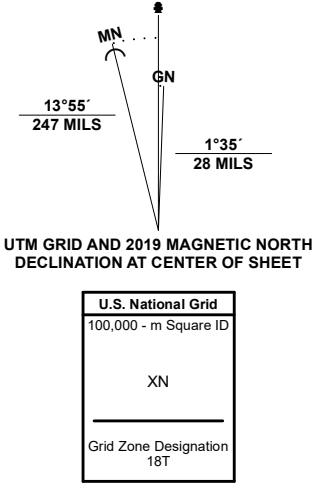 MN
GN
13°55´
247 MILS
1°35´
28 MILS
UTM GRID AND 2019 MAGNETIC NORTH
DECLINATION AT CENTER OF SHEET
U.S. National Grid
100,000 - m Square ID
XN
Grid Zone Designation
18T